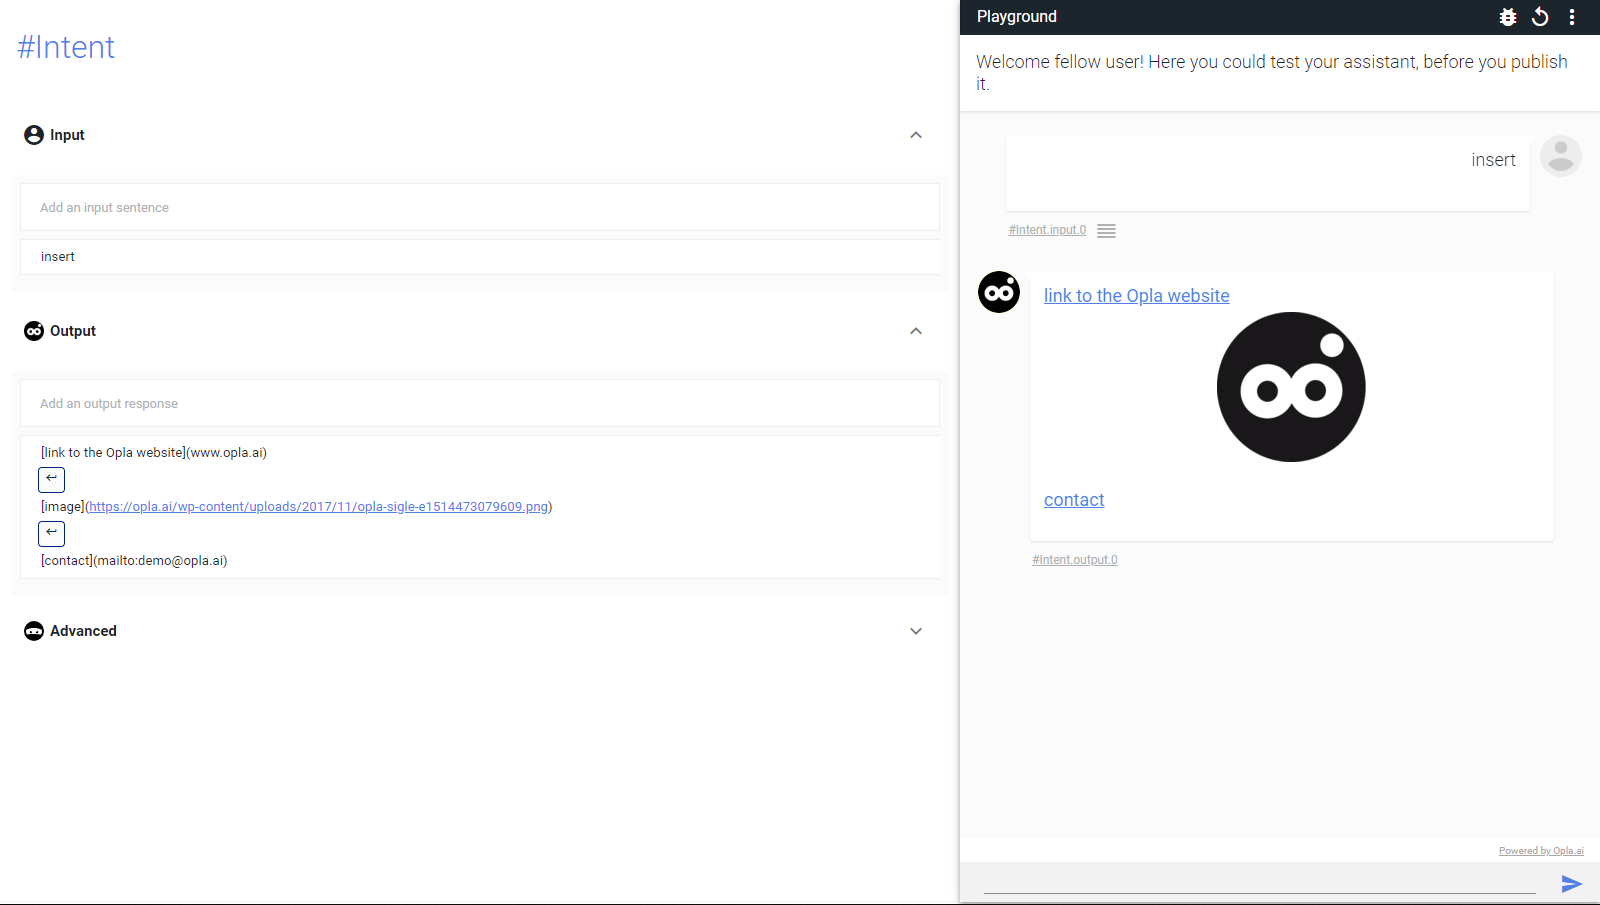 #Intent
Input
Add an input sentence
insert
Output
Add an output response
[link to the Opla website](www.opla.ai)
[image](https://opla.ai/wp-content/uploads/2017/11/opla-sigle-e1514473079609.png)
[contact](mailto:demo@opla.ai)
Advanced
Playground
Welcome fellow user! Here you could test your assistant, before you publish
it.
insert
#Intent.input.0
link to the Opla website
contact
#Intent.output.0
Powered by Opla.ai